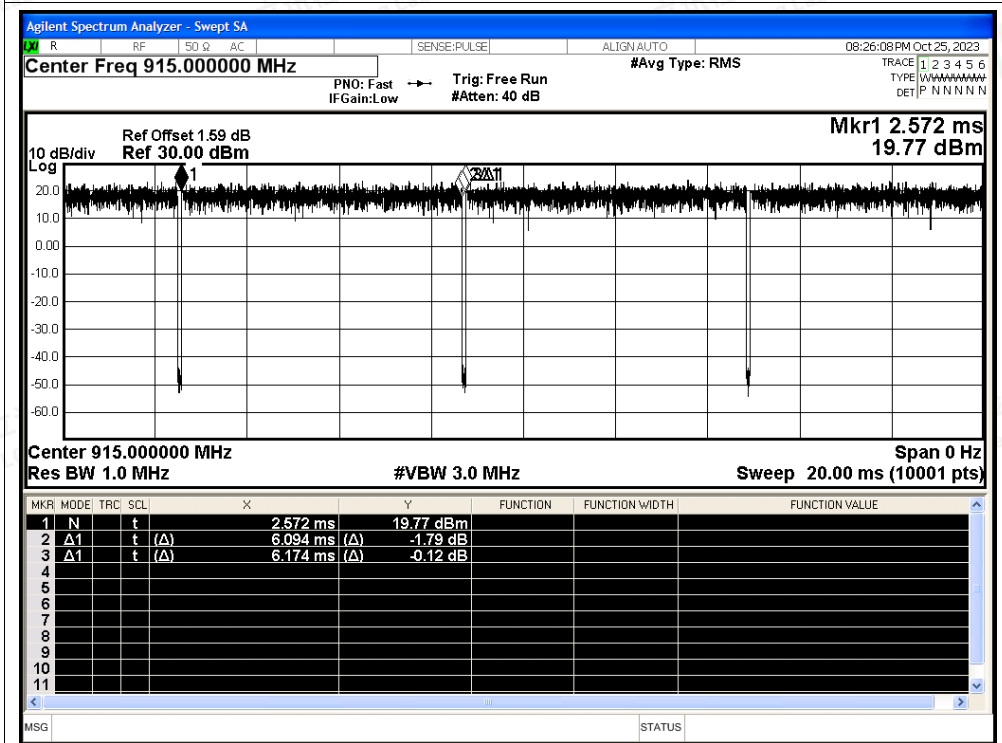 Agilent Spectrum Analyzer - Swept SA
LXI R RF 50 Ω AC SENSE:PULSE ALIGN AUTO 08:26:08 PM Oct 25, 2023
Center Freq 915.000000 MHz #Avg Type: RMS TRACE 1 2 3 4 5 6
PNO: Fast Trig: Free Run TYPE WWWWWW
IFGain:Low #Atten: 40 dB DET P N N N N N
Mkr1 2.572 ms
19.77 dBm
Ref Offset 1.59 dB
10 dB/div Ref 30.00 dBm
Log
1
20.0
10.0
0.00
-10.0
-20.0
-30.0
-40.0
-50.0
-60.0
Center 915.000000 MHz Span 0 Hz
Res BW 1.0 MHz #VBW 3.0 MHz Sweep 20.00 ms (10001 pts)
MKR MODE TRC SCL X Y FUNCTION FUNCTION WIDTH FUNCTION VALUE
1 N t 2.572 ms 19.77 dBm
2 Δ1 t (Δ) 6.094 ms (Δ) -1.79 dB
3 Δ1 t (Δ) 6.174 ms (Δ) -0.12 dB
4
5
6
7
8
9
10
11
MSG STATUS